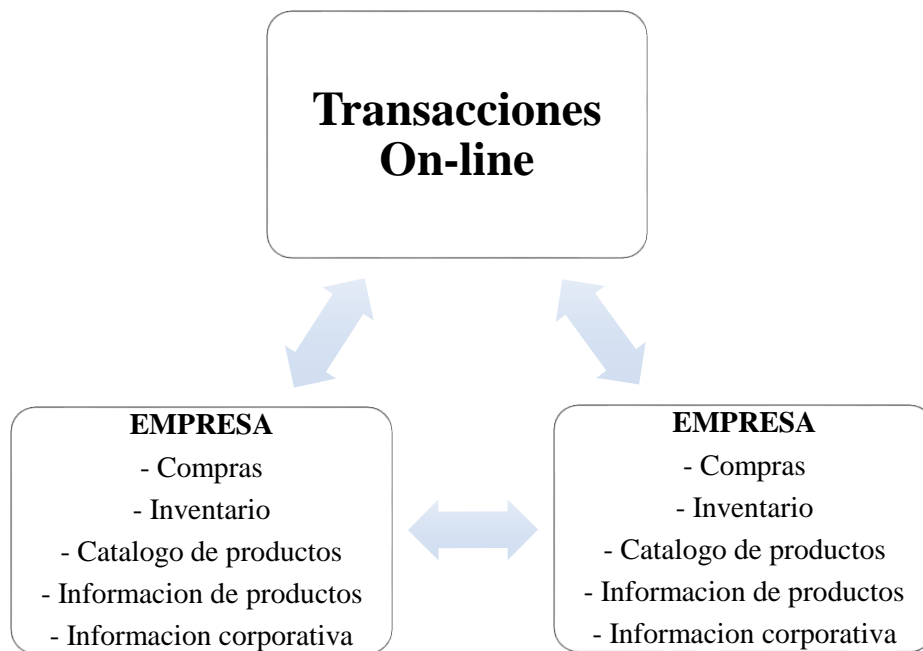 Transacciones
On-line
EMPRESA
- Compras
- Inventario
- Catalogo de productos
- Informacion de productos
- Informacion corporativa
EMPRESA
- Compras
- Inventario
- Catalogo de productos
- Informacion de productos
- Informacion corporativa